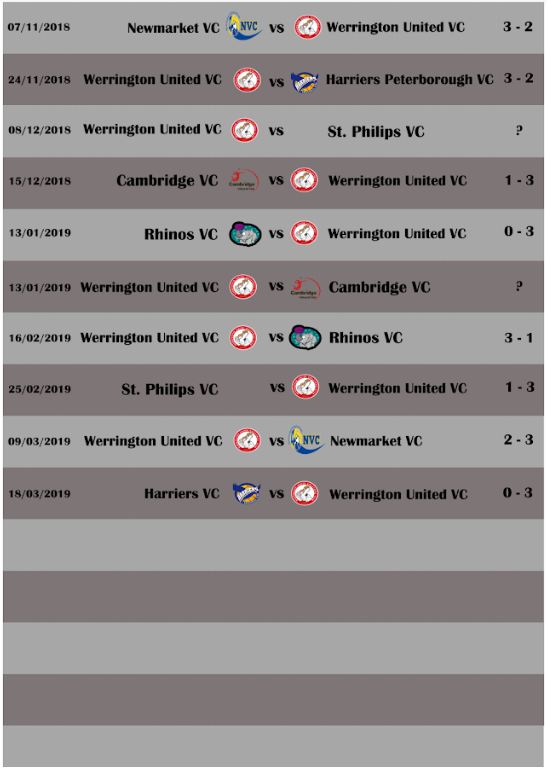 07/11/2018 Newmarket VC NVC vs Werrington United VC 3 - 2
24/11/2018 Werrington United VC vs Harriers Peterborough VC 3 - 2
08/12/2018 Werrington United VC vs St. Philips VC ?
15/12/2018 Cambridge VC Cambridge vs Werrington United VC 1 - 3
13/01/2019 Rhinos VC vs Werrington United VC 0 - 3
13/01/2019 Werrington United VC vs Cambridge Cambridge VC ?
16/02/2019 Werrington United VC vs Rhinos VC 3 - 1
25/02/2019 St. Philips VC vs Werrington United VC 1 - 3
09/03/2019 Werrington United VC vs NVC Newmarket VC 2 - 3
18/03/2019 Harriers VC vs Werrington United VC 0 - 3